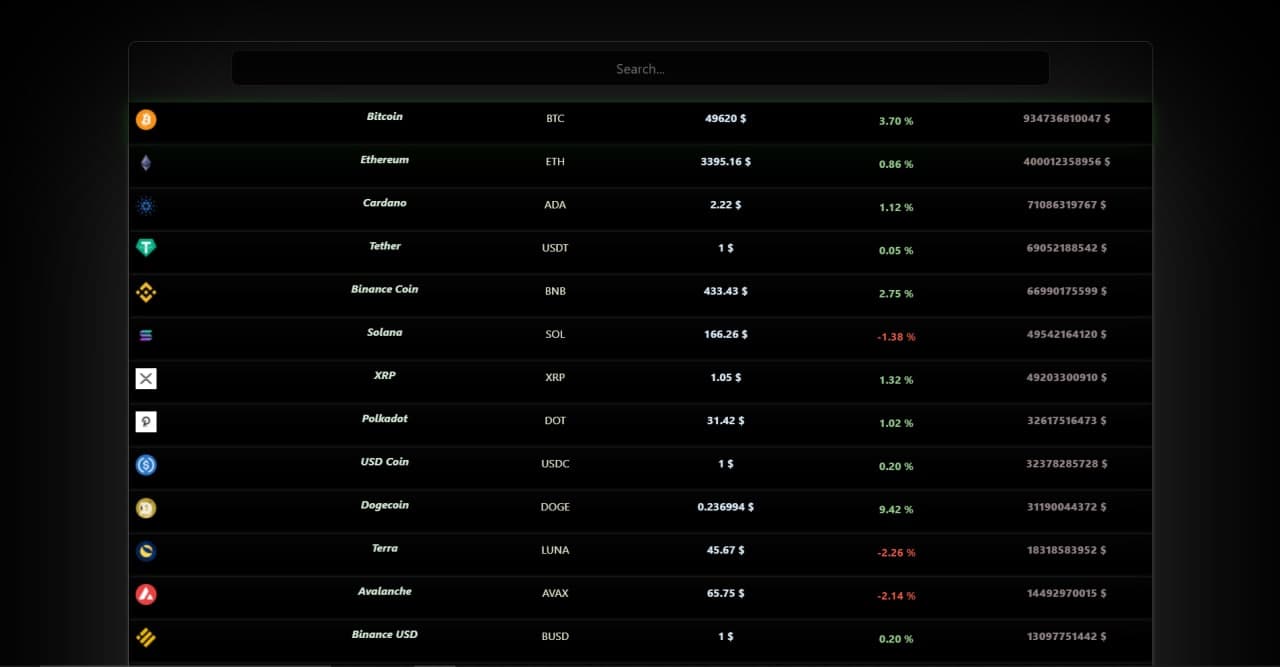 Search...
Bitcoin BTC 49620 $ 3.70 % 934736810047 $
Ethereum ETH 3395.16 $ 0.86 % 400012358956 $
Cardano ADA 2.22 $ 1.12 % 71086319767 $
Tether USDT 1 $ 0.05 % 69052188542 $
Binance Coin BNB 433.43 $ 2.75 % 66990175599 $
Solana SOL 166.26 $ -1.38 % 49542164120 $
XRP XRP 1.05 $ 1.32 % 49203300910 $
Polkadot DOT 31.42 $ 1.02 % 32617516473 $
USD Coin USDC 1 $ 0.20 % 32378285728 $
Dogecoin DOGE 0.236994 $ 9.42 % 31190044372 $
Terra LUNA 45.67 $ -2.26 % 18318583952 $
Avalanche AVAX 65.75 $ -2.14 % 14492970015 $
Binance USD BUSD 1 $ 0.20 % 13097751442 $